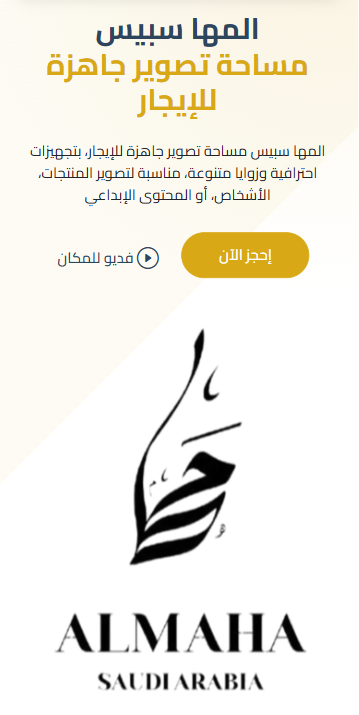 المها سبيس
مساحة تصوير جاهزة
للإيجار
المها سبيس مساحة تصوير جاهزة للإيجار، بتجهيزات
احترافية وزوايا متنوعة، مناسبة لتصوير المنتجات،
الأشخاص، أو المحتوى الإبداعي
إحجز الآن
فديو للمكان
ALMAHA
SAUDI ARABIA